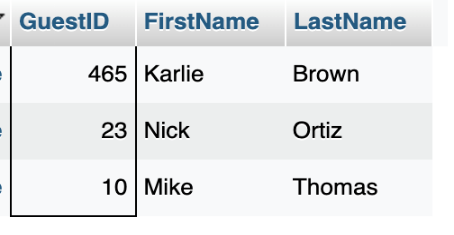 GuestID FirstName LastName
465 Karlie Brown
23 Nick Ortiz
10 Mike Thomas